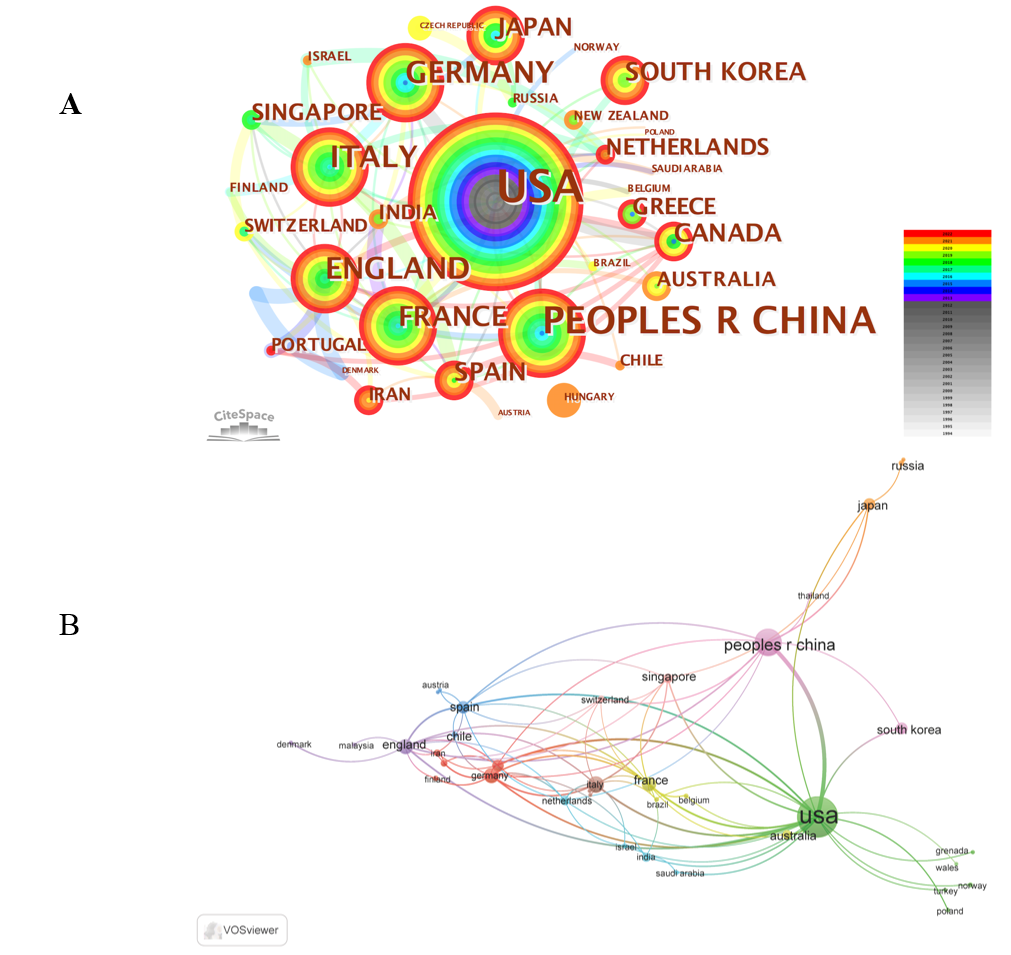 A
CZECH REPUBLIC
JAPAN
NORWAY
ISRAEL
GERMANY
SOUTH KOREA
RUSSIA
SINGAPORE
NEW ZEALAND
POLAND
ITALY
NETHERLANDS
SAUDI ARABIA
FINLAND
USA
BELGIUM
INDIA
GREECE
SWITZERLAND
CANADA
ENGLAND
BRAZIL
AUSTRALIA
FRANCE
PEOPLES R CHINA
PORTUGAL
CHILE
DENMARK
SPAIN
IRAN
HUNGARY
AUSTRIA
CiteSpace
B
russia
japan
thailand
peoples r china
singapore
austria
switzerland
spain
chile
south korea
denmark
malaysia
england
iran
finland
germany
italy
france
netherlands
brazil
belgium
usa
australia
israel
india
saudi arabia
grenada
wales
turkey
norway
poland
VOSviewer